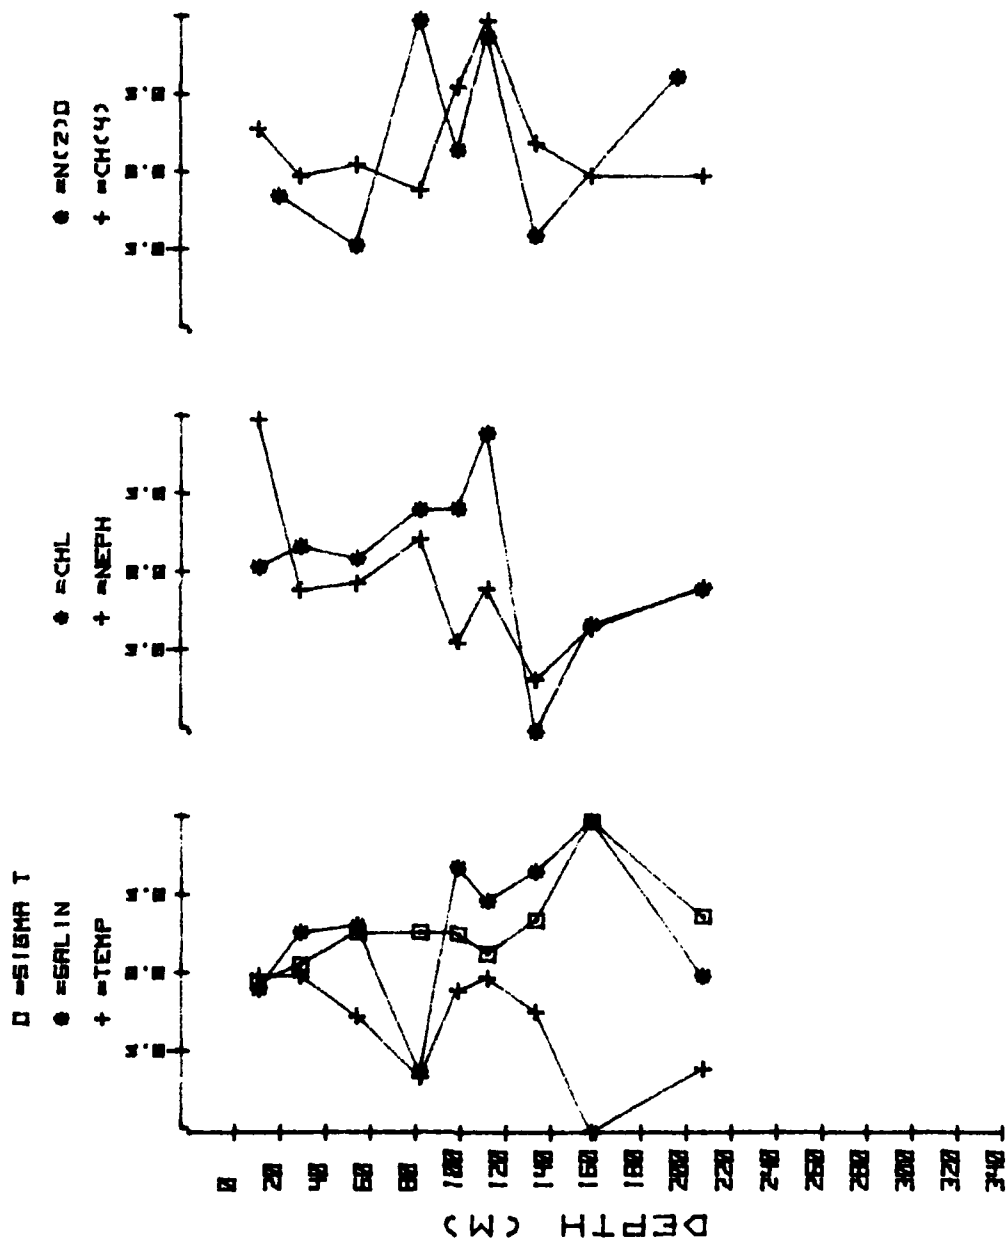 □ =SIGMA T
* =SALIN
+ =TEMP
* =CHL
+ =NEPH
* =N(2)O
+ =CH(4)
DEPTH (M)
0
20
40
60
80
100
120
140
160
180
200
220
240
260
280
300
320
340